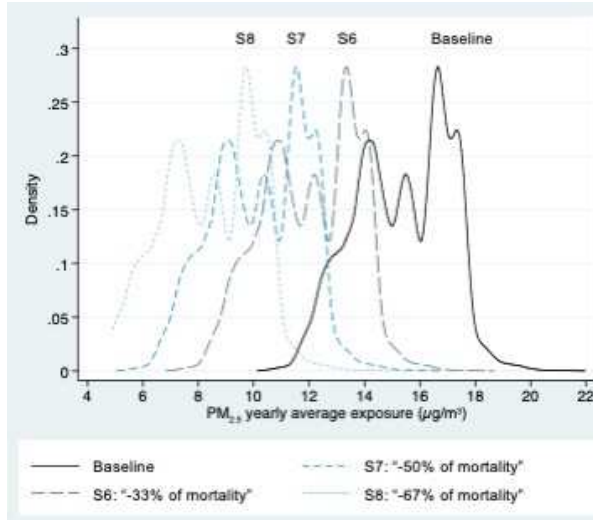 S8 S7 S6 Baseline
.3
.25
.2
.15
.1
.05
0
Density
4 6 8 10 12 14 16 18 20 22
PM2.5 yearly average exposure (µg/m³)
Baseline S7: “-50% of mortality”
S6: “-33% of mortality” S8: “-67% of mortality”